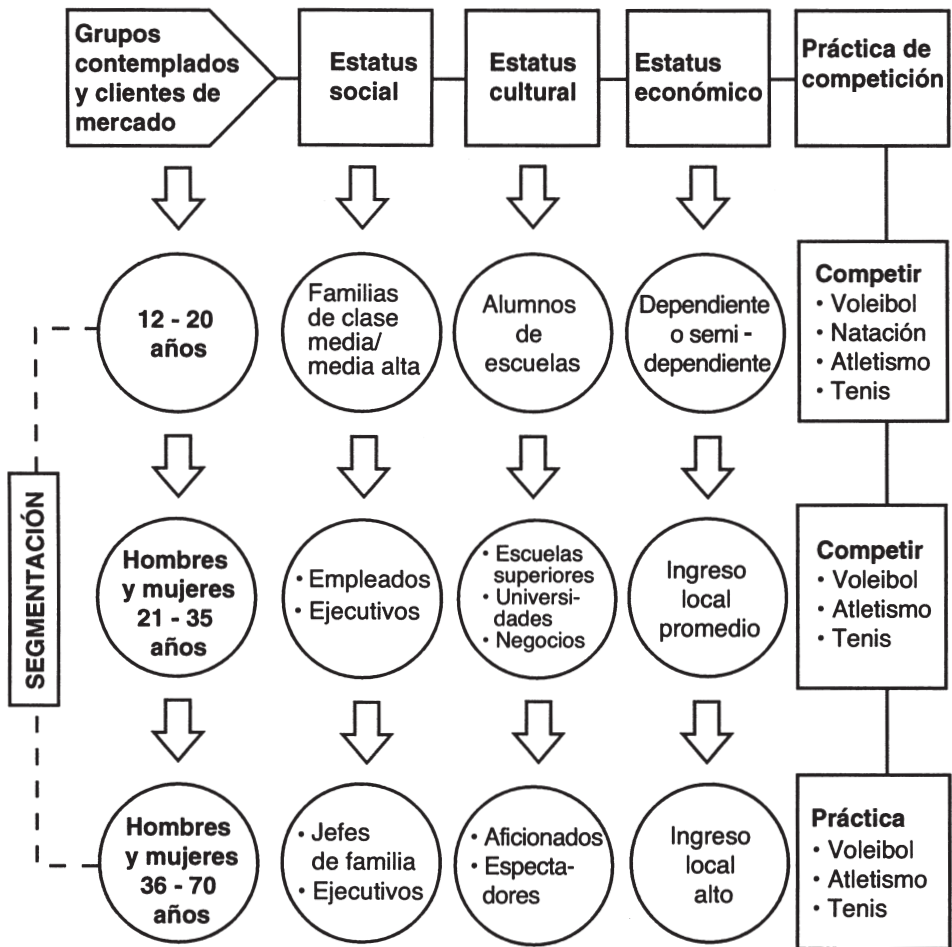 Grupos
contemplados
y clientes de
mercado
Estatus
social
Estatus
cultural
Estatus
económico
Práctica de
competición
12 - 20
años
Familias
de clase
media/
media alta
Alumnos
de
escuelas
Dependiente
o semi -
dependiente
Competir
· Voleibol
· Natación
· Atletismo
· Tenis
SEGMENTACIÓN
Hombres
y mujeres
21 - 35
años
· Empleados
· Ejecutivos
· Escuelas
superiores
· Universi-
dades
· Negocios
Ingreso
local
promedio
Competir
· Voleibol
· Atletismo
· Tenis
Hombres
y mujeres
36 - 70
años
· Jefes
de familia
· Ejecutivos
· Aficionados
· Especta-
dores
Ingreso
local
alto
Práctica
· Voleibol
· Atletismo
· Tenis